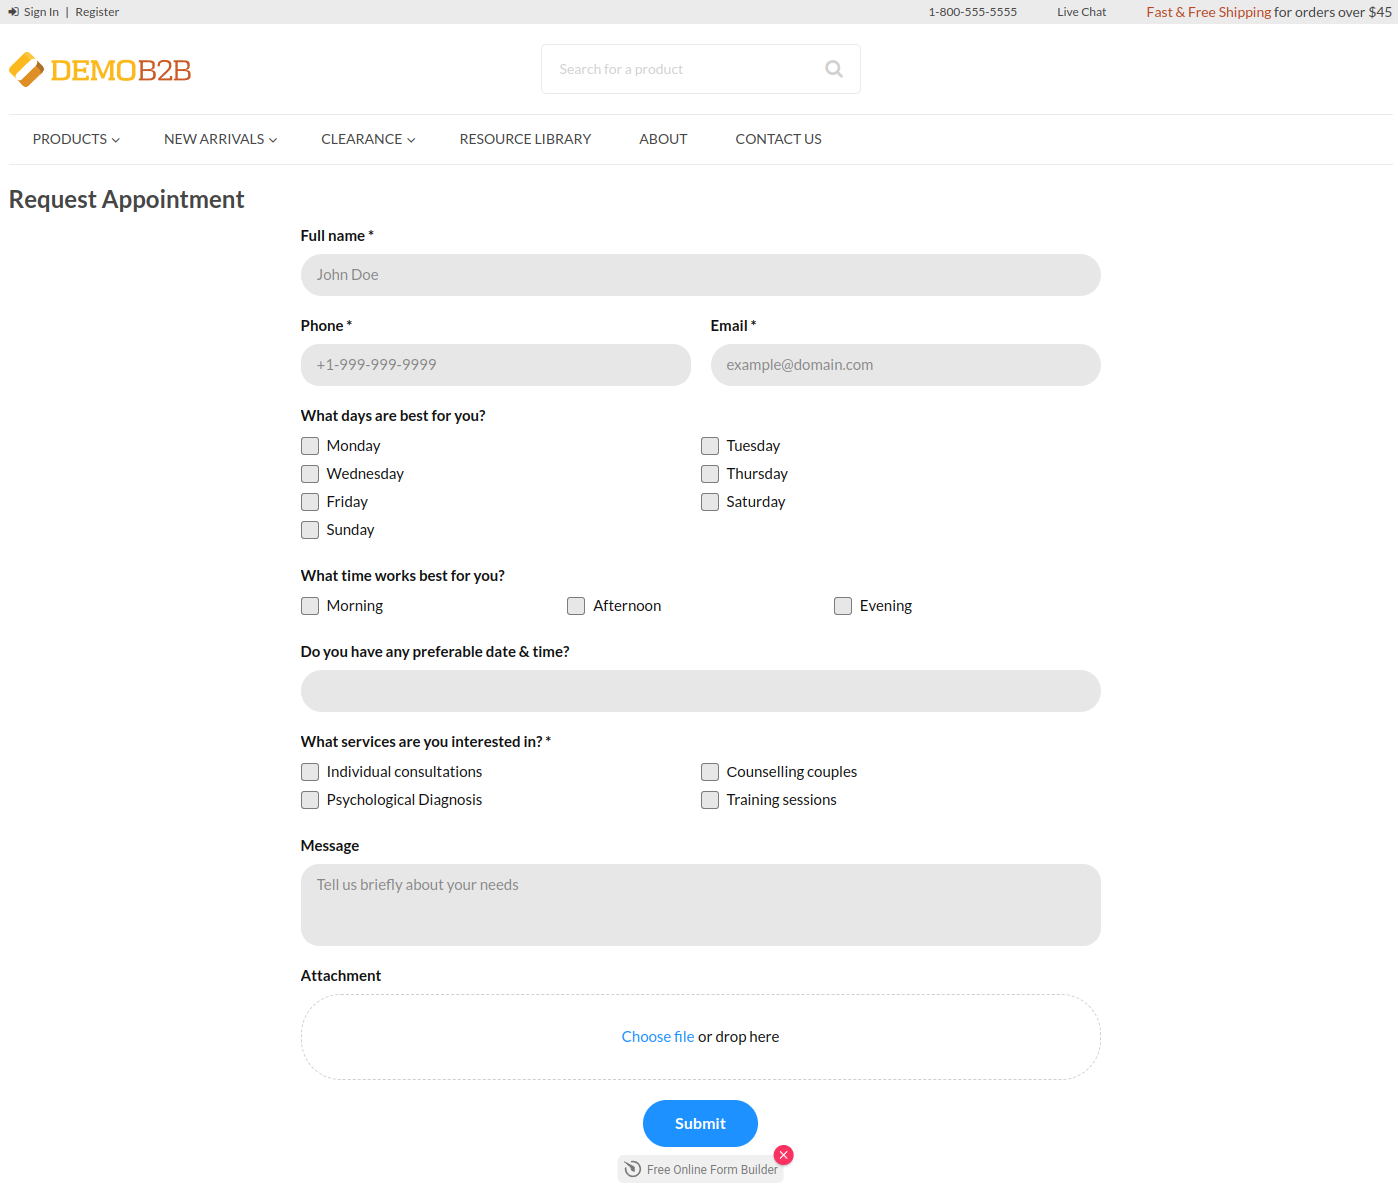 Sign In | Register 1-800-555-5555 Live Chat Fast & Free Shipping for orders over $45
DEMOB2B
Search for a product
PRODUCTS NEW ARRIVALS CLEARANCE RESOURCE LIBRARY ABOUT CONTACT US
Request Appointment
Full name *
John Doe
Phone * Email *
+1-999-999-9999 example@domain.com
What days are best for you?
Monday Tuesday
Wednesday Thursday
Friday Saturday
Sunday
What time works best for you?
Morning Afternoon Evening
Do you have any preferable date & time?
What services are you interested in? *
Individual consultations Counselling couples
Psychological Diagnosis Training sessions
Message
Tell us briefly about your needs
Attachment
Choose file or drop here
Submit
Free Online Form Builder